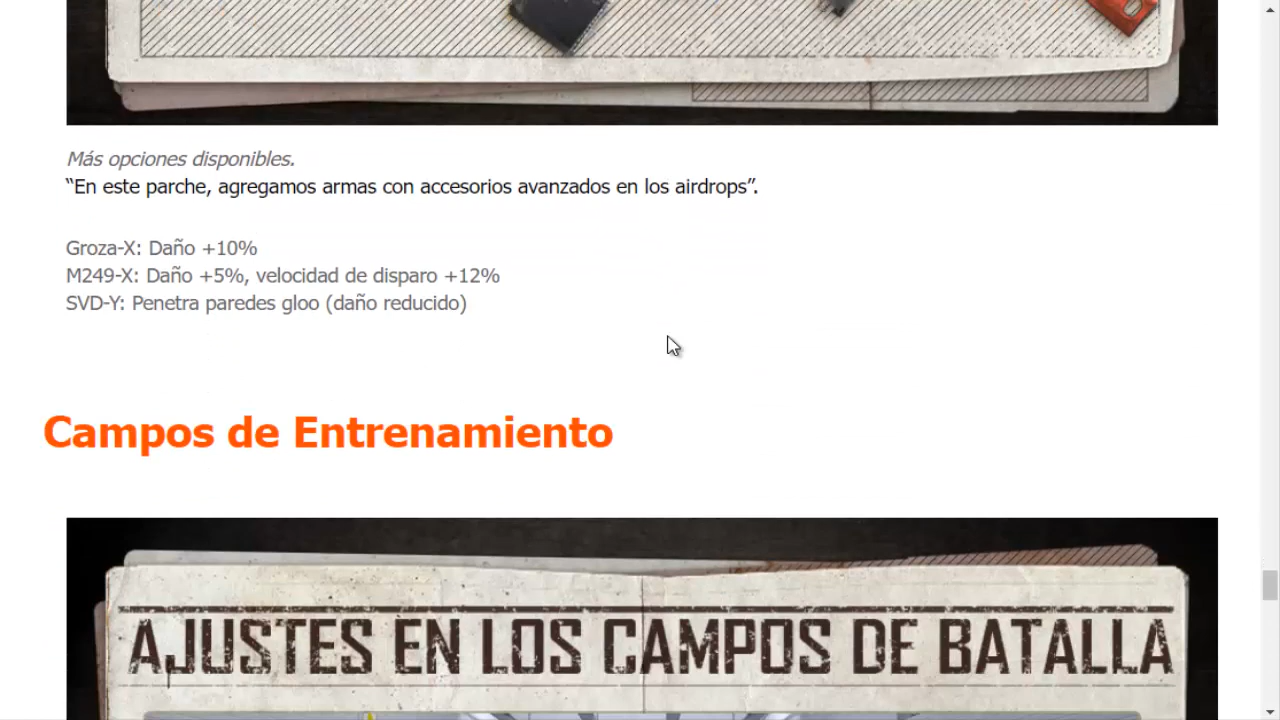 Más opciones disponibles.
“En este parche, agregamos armas con accesorios avanzados en los airdrops”.
Groza-X: Daño +10%
M249-X: Daño +5%, velocidad de disparo +12%
SVD-Y: Penetra paredes gloo (daño reducido)
Campos de Entrenamiento
AJUSTES EN LOS CAMPOS DE BATALLA